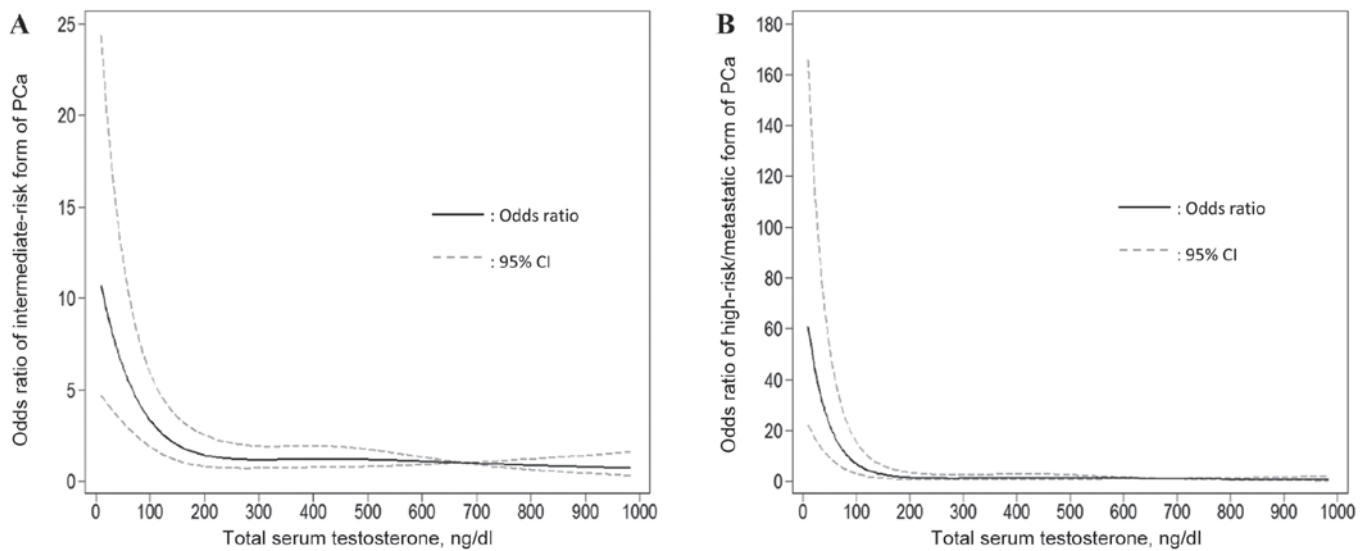 A
Odds ratio of intermediate-risk form of PCa
25
20
15
10
5
0
: Odds ratio
: 95% CI
0 100 200 300 400 500 600 700 800 900 1000
Total serum testosterone, ng/dl
B
Odds ratio of high-risk/metastatic form of PCa
180
160
140
120
100
80
60
40
20
0
: Odds ratio
: 95% CI
0 100 200 300 400 500 600 700 800 900 1000
Total serum testosterone, ng/dl